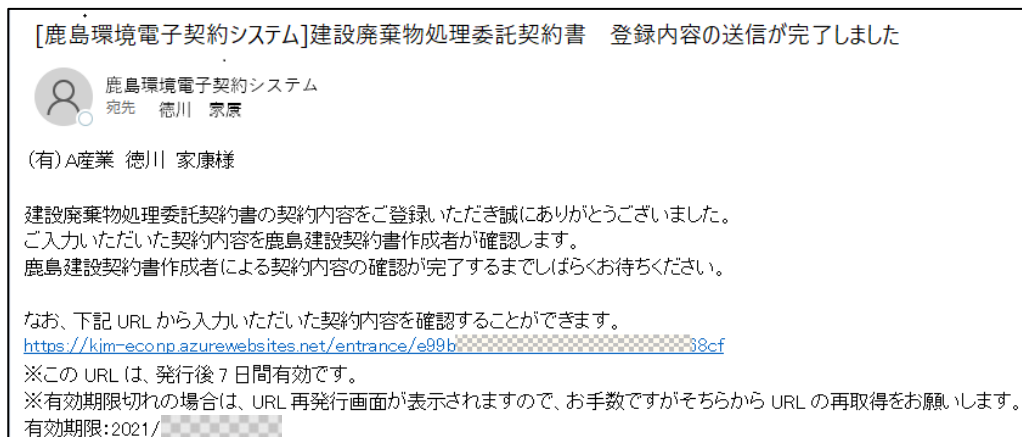 [鹿島環境電子契約システム]建設廃棄物処理委託契約書　登録内容の送信が完了しました
鹿島環境電子契約システム
宛先　徳川　家康
(有)A産業 徳川 家康様
建設廃棄物処理委託契約書の契約内容をご登録いただき誠にありがとうございました。
ご入力いただいた契約内容を鹿島建設契約書作成者が確認します。
鹿島建設契約書作成者による契約内容の確認が完了するまでしばらくお待ちください。
なお、下記 URL から入力いただいた契約内容を確認することができます。
https://kjm-econp.azurewebsites.net/entrance/e99b 68cf
※この URL は、発行後 7 日間有効です。
※有効期限切れの場合は、URL 再発行画面が表示されますので、お手数ですがそちらから URL の再取得をお願いします。
有効期限:2021/